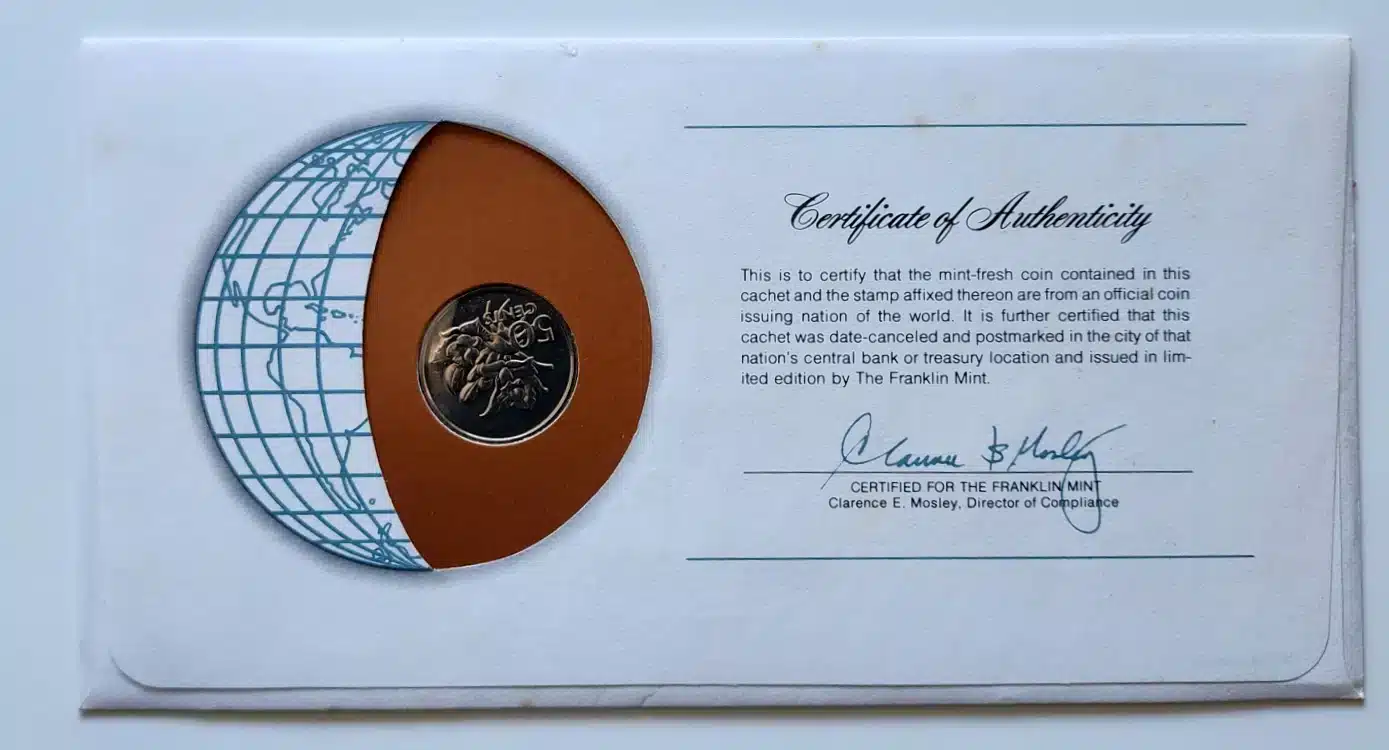 5
CENTS
Certificate of Authenticity
This is to certify that the mint-fresh coin contained in this
cachet and the stamp affixed thereon are from an official coin
issuing nation of the world. It is further certified that this
cachet was date-canceled and postmarked in the city of that
nation's central bank or treasury location and issued in lim-
ited edition by The Franklin Mint.
CERTIFIED FOR THE FRANKLIN MINT
Clarence E. Mosley, Director of Compliance